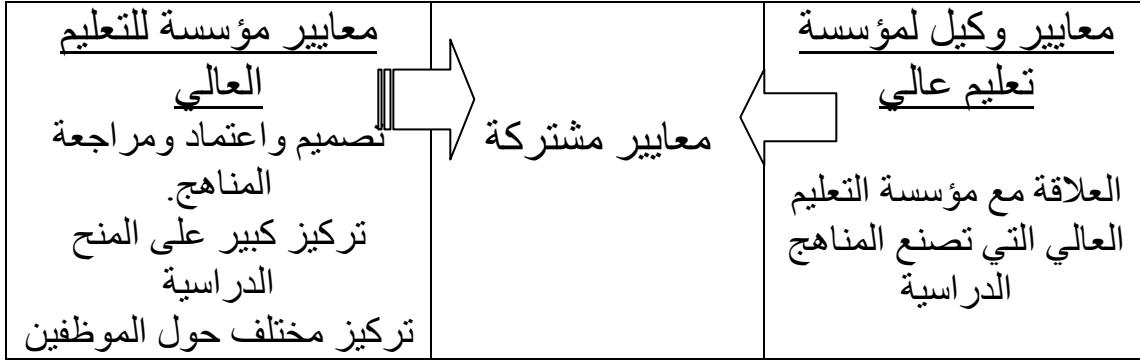 معايير وكيل لمؤسسة
تعليم عالي
العلاقة مع مؤسسة التعليم
العالي التي تصنع المناهج
الدراسية
معايير مشتركة
معايير مؤسسة للتعليم
العالي
تصميم واعتماد ومراجعة
المناهج.
تركيز كبير على المنح
الدراسية
تركيز مختلف حول الموظفين